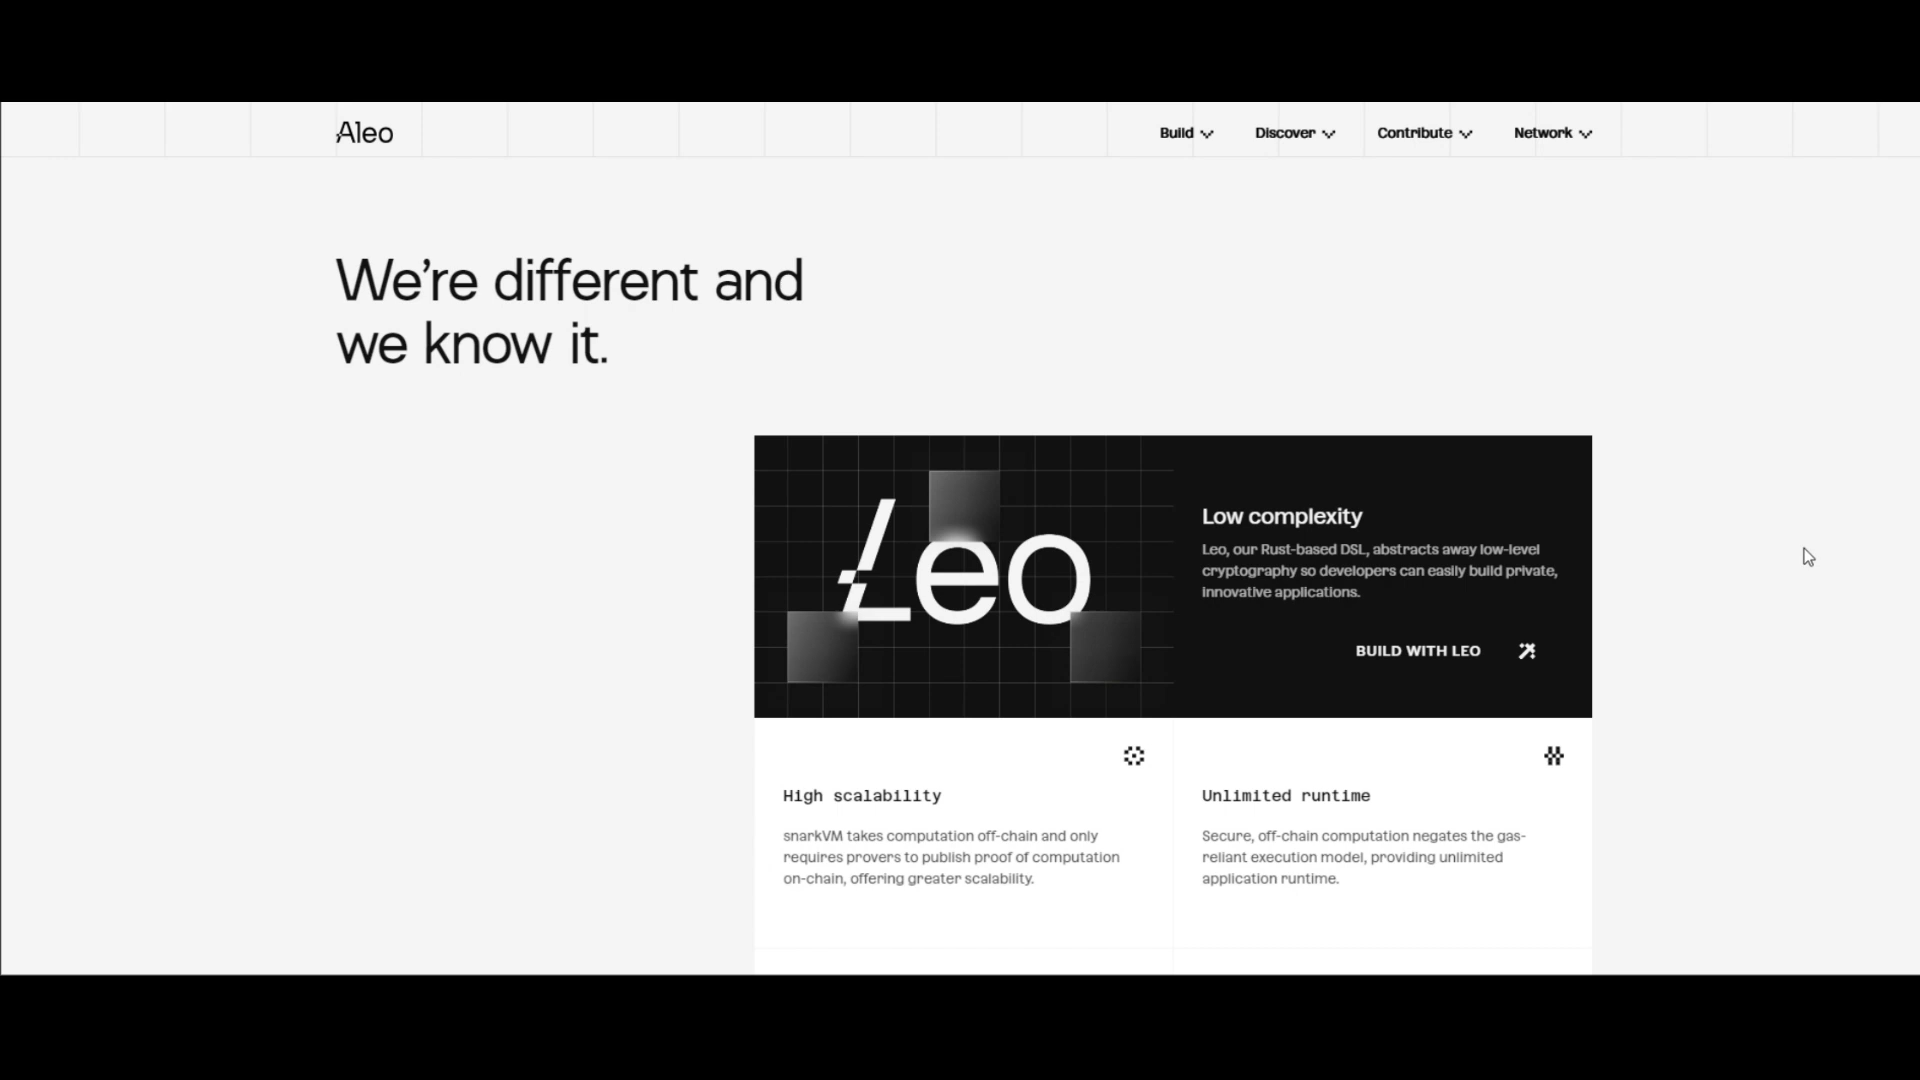 Aleo
Build
Discover
Contribute
Network
We're different and
we know it.
Leo
Low complexity
Leo, our Rust-based DSL, abstracts away low-level
cryptography so developers can easily build private,
innovative applications.
BUILD WITH LEO
High scalability
snarkVM takes computation off-chain and only
requires provers to publish proof of computation
on-chain, offering greater scalability.
Unlimited runtime
Secure, off-chain computation negates the gas-
reliant execution model, providing unlimited
application runtime.